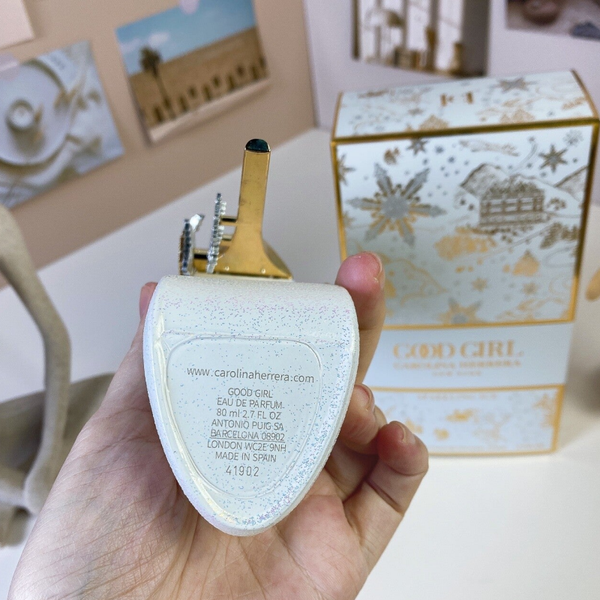 www.carolinaherrera.com
GOOD GIRL
EAU DE PARFUM.
80 ml 2.7 FL OZ
ANTONIO PUIG SA
BARCELONA 08902
LONDON WC2E 9NH
MADE IN SPAIN
41902
GOOD GIRL
CAROLINA HERRERA
NEW YORK